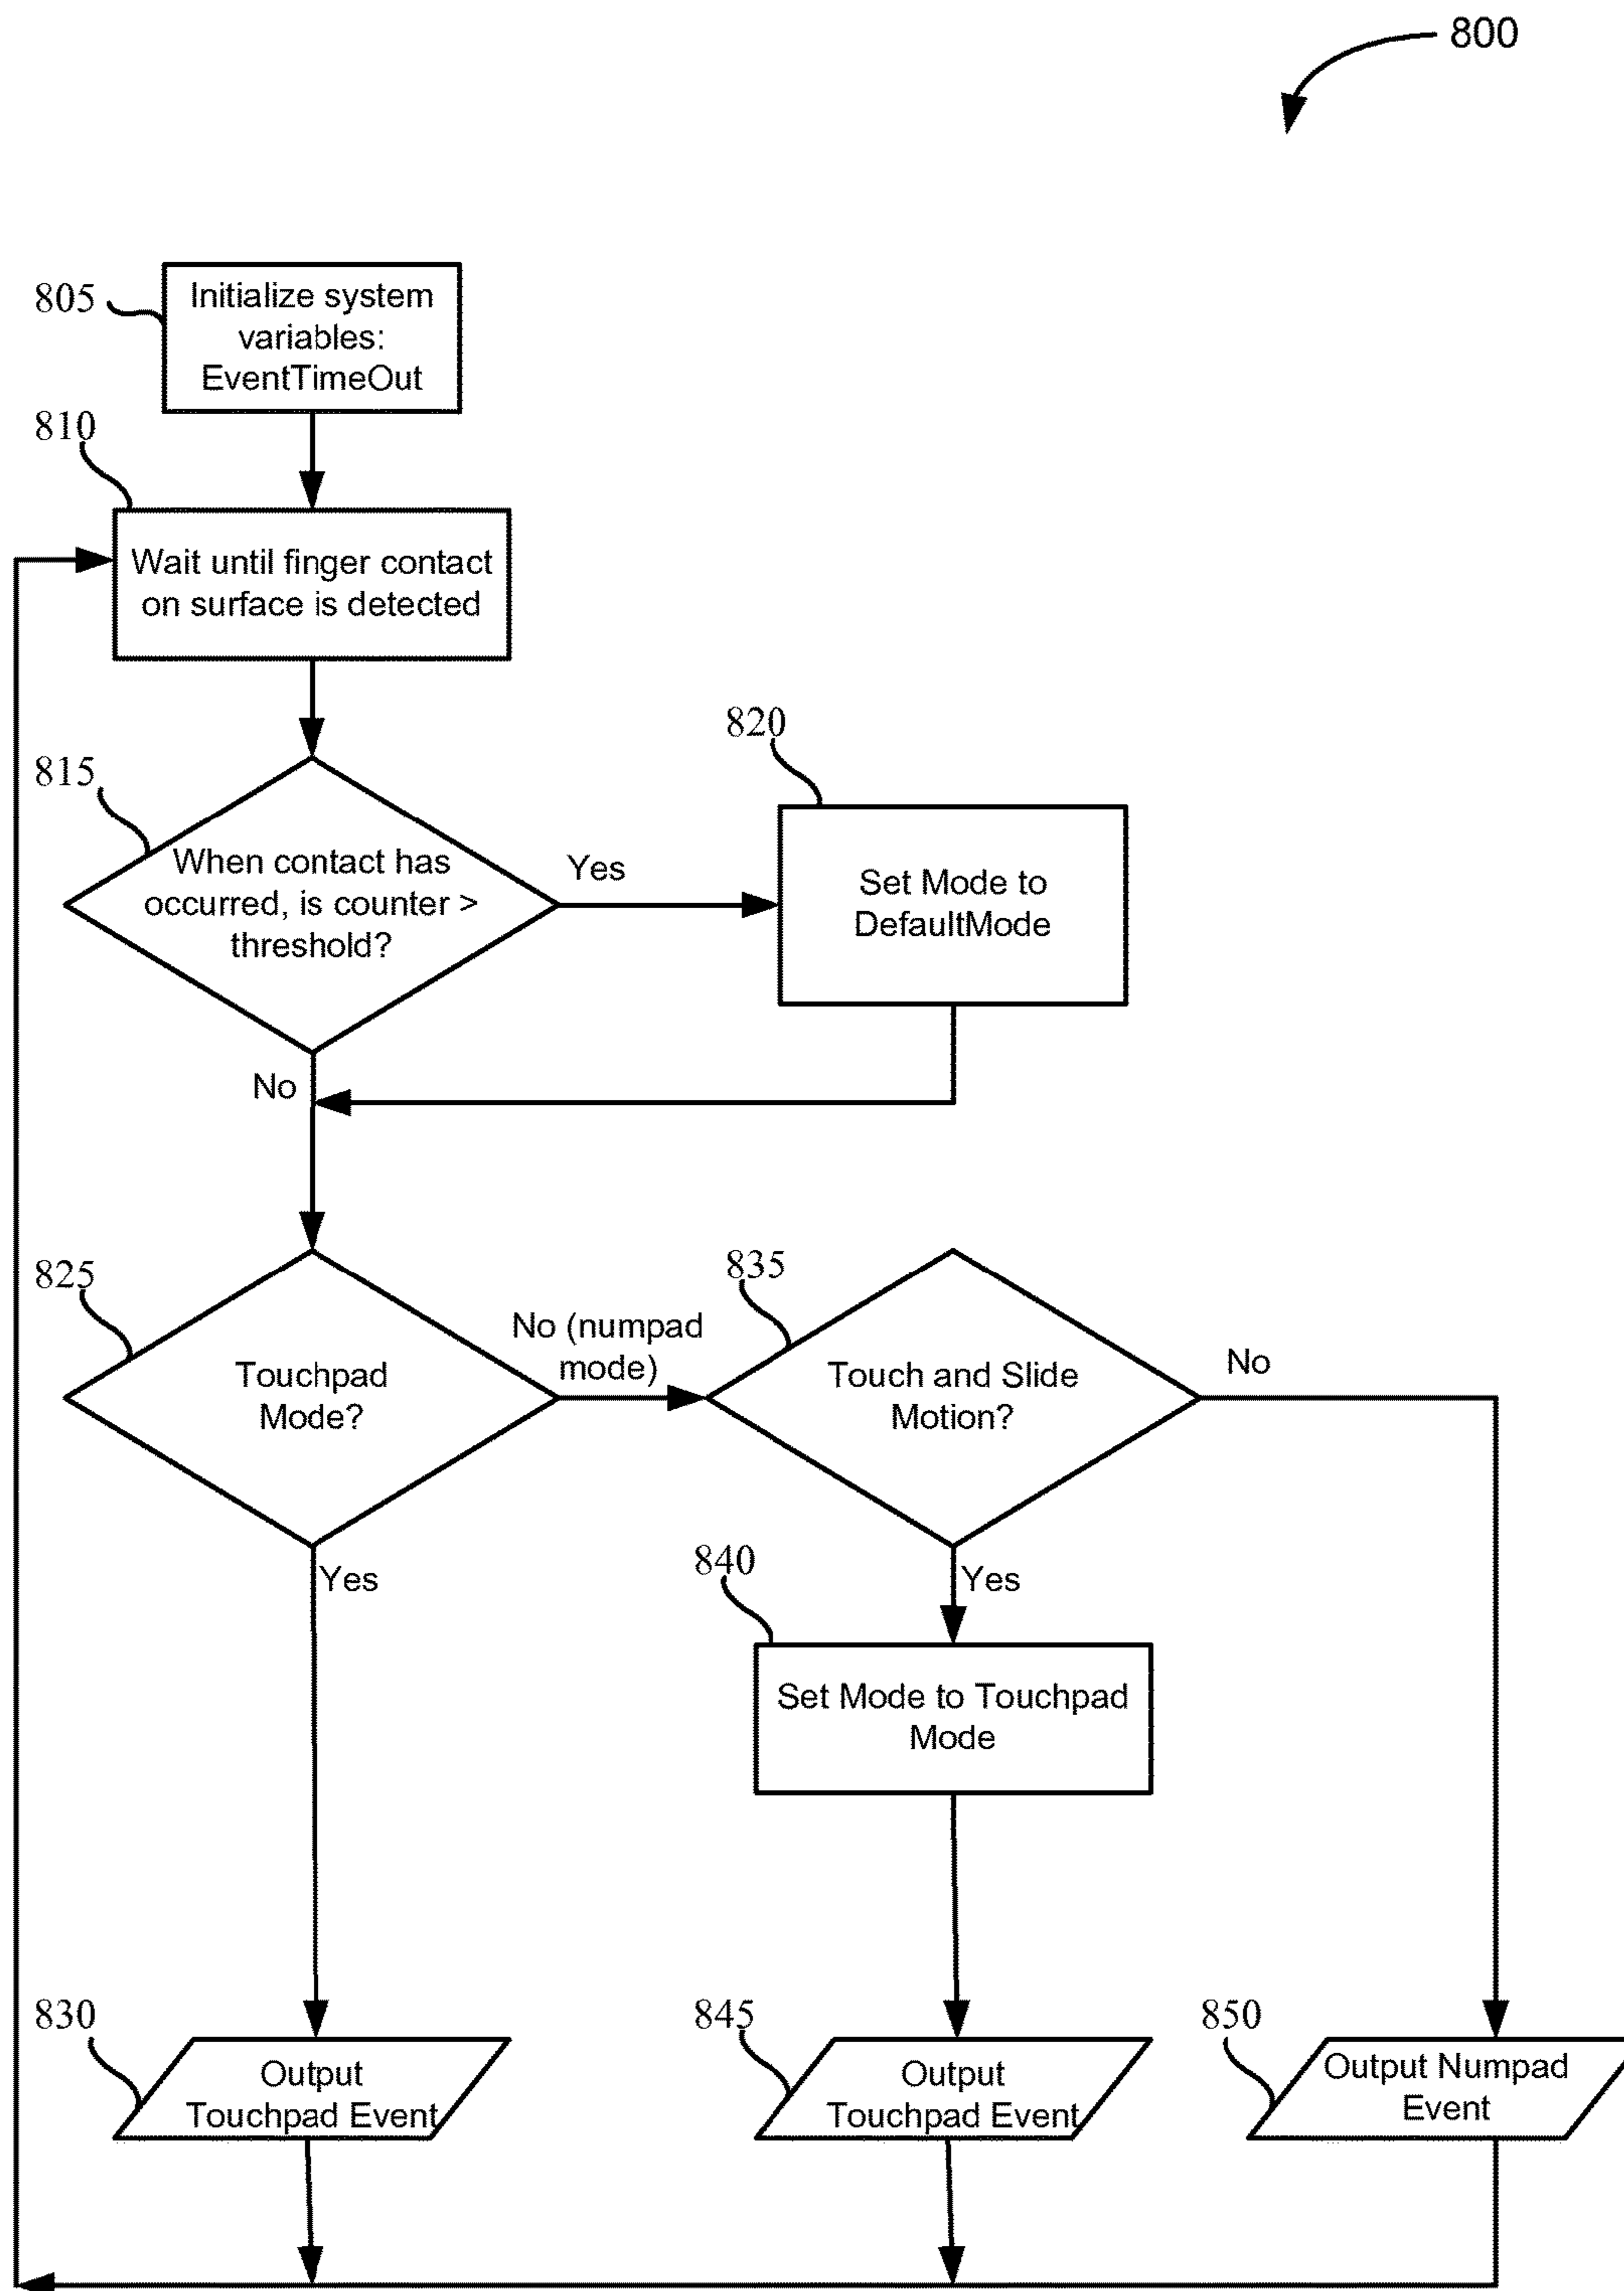 800
805
Initialize system
variables:
EventTimeOut
810
Wait until finger contact
on surface is detected
815
When contact has
occurred, is counter >
threshold?
Yes
820
Set Mode to
DefaultMode
No
825
Touchpad
Mode?
No (numpad
mode)
835
Touch and Slide
Motion?
No
Yes
840
Yes
Set Mode to Touchpad
Mode
830
Output
Touchpad Event
845
Output
Touchpad Event
850
Output Numpad
Event